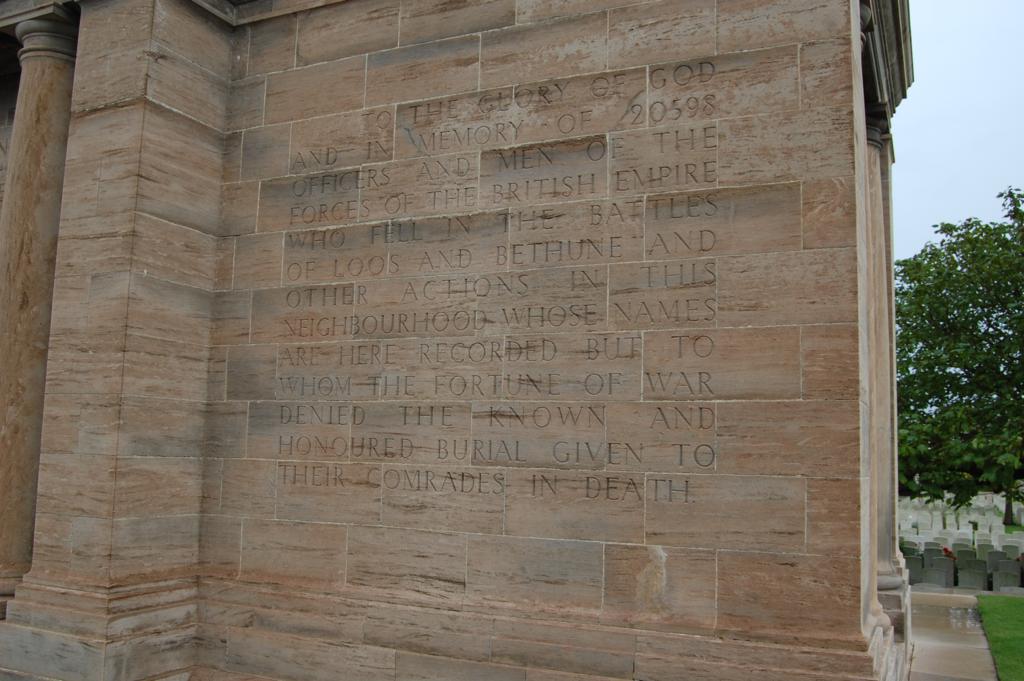 TO THE GLORY OF GOD
AND IN MEMORY OF 20598
OFFICERS AND MEN OF THE
FORCES OF THE BRITISH EMPIRE
WHO FELL IN THE BATTLES
OF LOOS AND BETHUNE AND
OTHER ACTIONS IN THIS
NEIGHBOURHOOD WHOSE NAMES
ARE HERE RECORDED BUT TO
WHOM THE FORTUNE OF WAR
DENIED THE KNOWN AND
HONOURED BURIAL GIVEN TO
THEIR COMRADES IN DEATH.